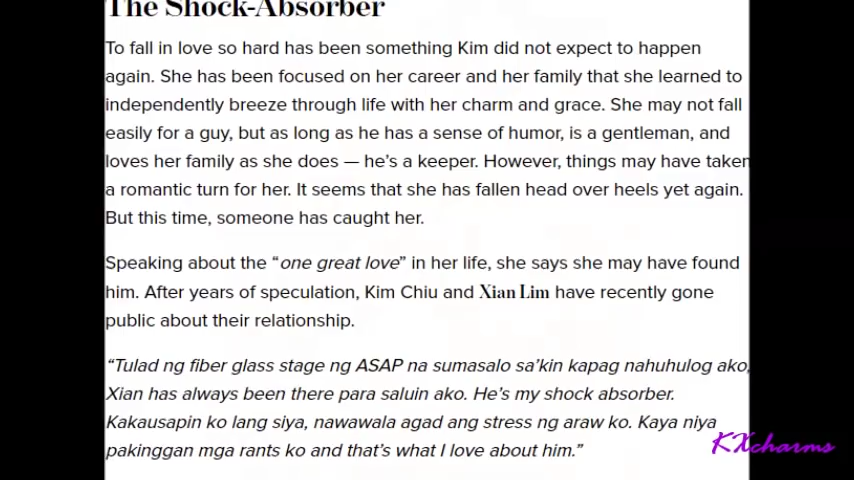 The Shock-Absorber
To fall in love so hard has been something Kim did not expect to happen
again. She has been focused on her career and her family that she learned to
independently breeze through life with her charm and grace. She may not fall
easily for a guy, but as long as he has a sense of humor, is a gentleman, and
loves her family as she does — he’s a keeper. However, things may have taken
a romantic turn for her. It seems that she has fallen head over heels yet again.
But this time, someone has caught her.
Speaking about the “one great love” in her life, she says she may have found
him. After years of speculation, Kim Chiu and Xian Lim have recently gone
public about their relationship.
“Tulad ng fiber glass stage ng ASAP na sumasalo sa’kin kapag nahuhulog ako,
Xian has always been there para saluin ako. He’s my shock absorber.
Kakausapin ko lang siya, nawawala agad ang stress ng araw ko. Kaya niya
pakinggan mga rants ko and that’s what I love about him.”
KXcharms